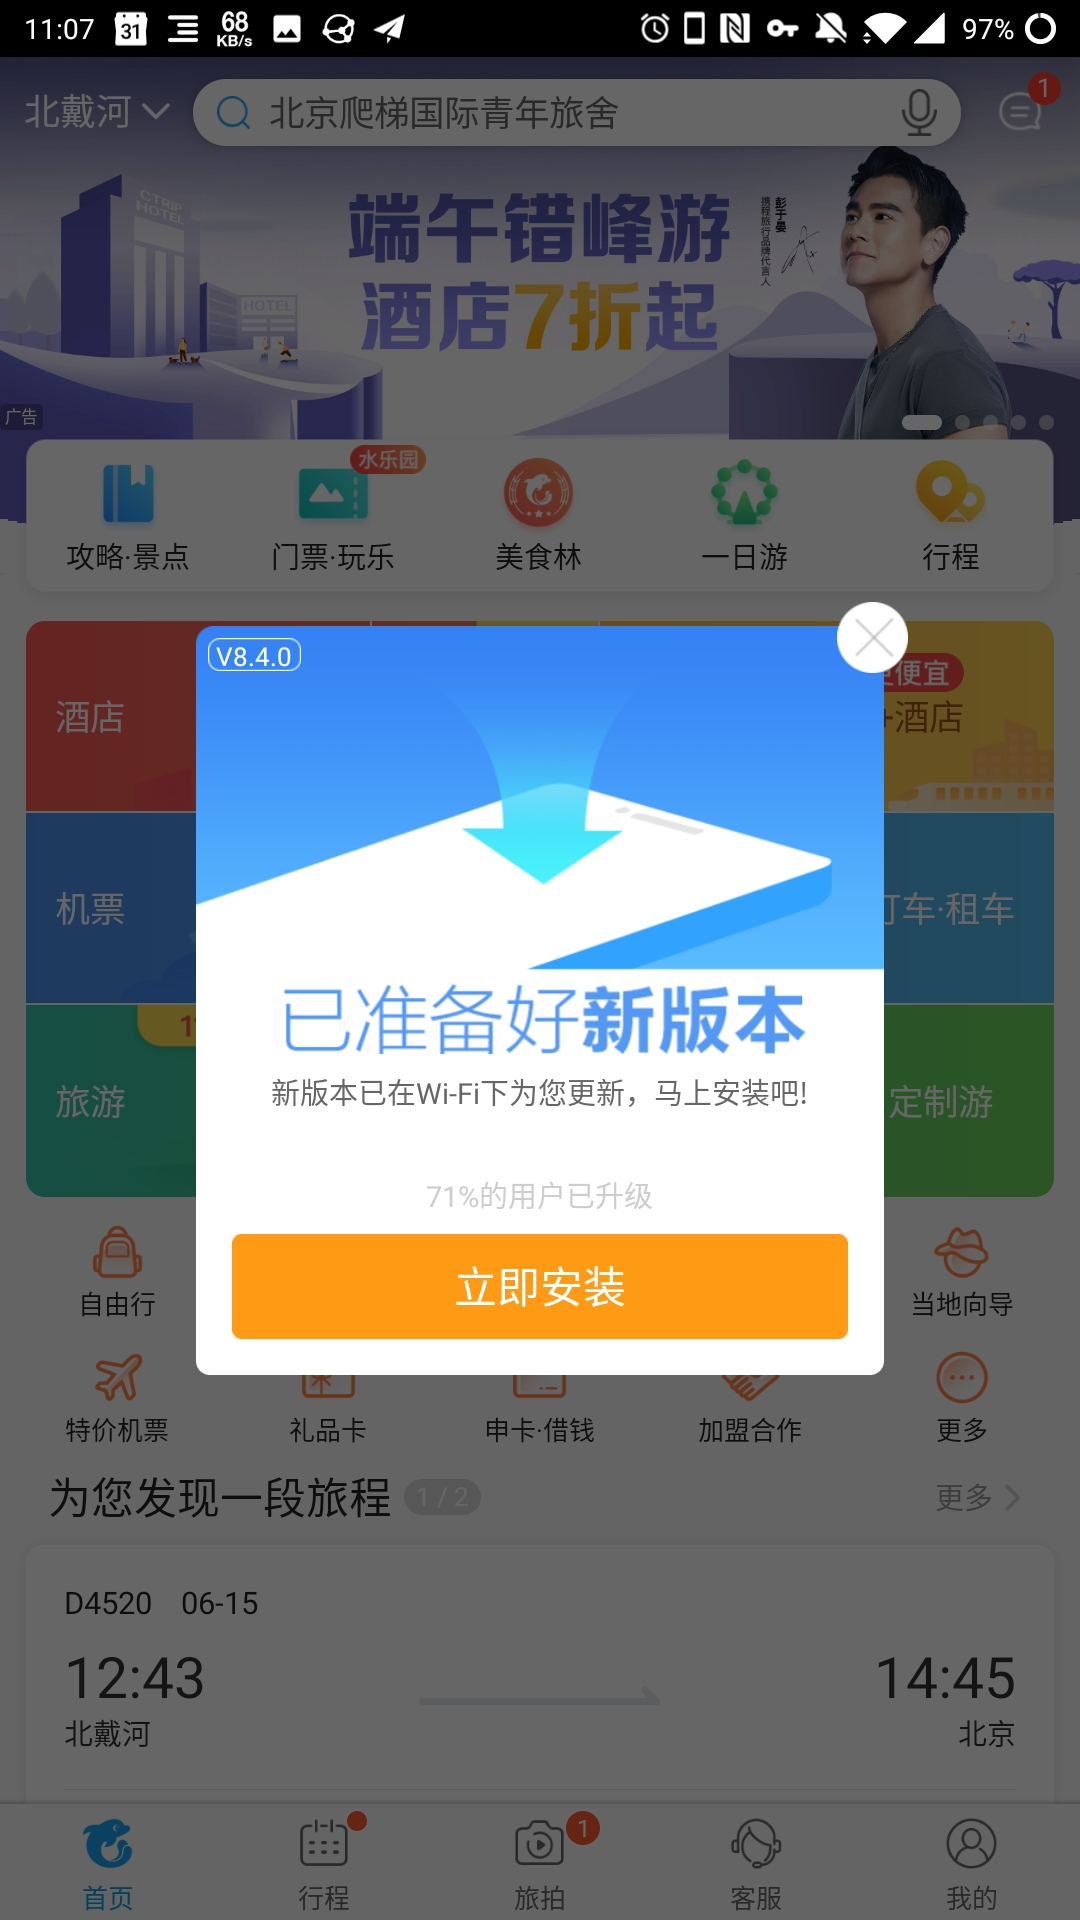 11:07
31
68
KB/s
97%
北戴河
北京爬梯国际青年旅舍
1
CTRIP
HOTEL
HOTEL
端午错峰游
酒店7折起
彭于晏
携程旅行品牌代言人
广告
水乐园
攻略·景点
门票·玩乐
美食林
一日游
行程
V8.4.0
便宜
酒店
+酒店
机票
打车·租车
旅游
定制游
已准备好新版本
新版本已在Wi-Fi下为您更新，马上安装吧!
71%的用户已升级
立即安装
自由行
当地向导
特价机票
礼品卡
申卡·借钱
加盟合作
更多
为您发现一段旅程
1 / 2
更多
D4520 06-15
12:43
14:45
北戴河
北京
1
首页
行程
旅拍
客服
我的